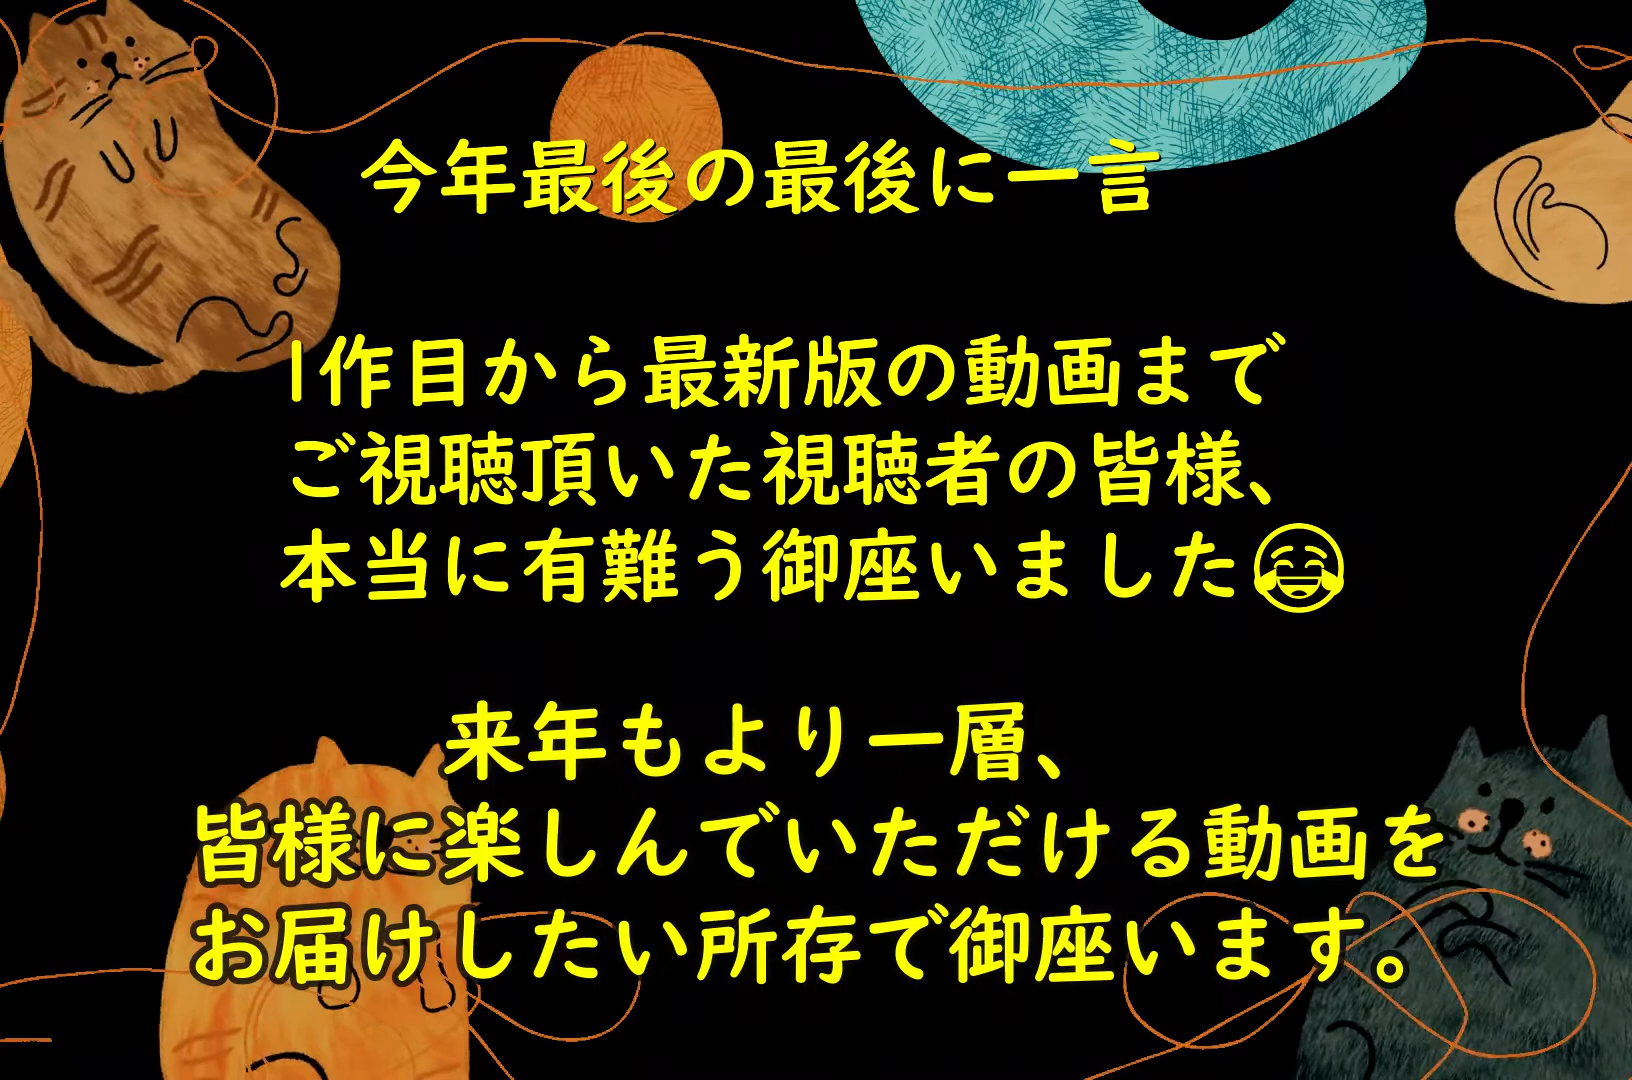 今年最後の最後に一言
1作目から最新版の動画まで
ご視聴頂いた視聴者の皆様、
本当に有難う御座いました😂
来年もより一層、
皆様に楽しんでいただける動画を
お届けしたい所存で御座います。